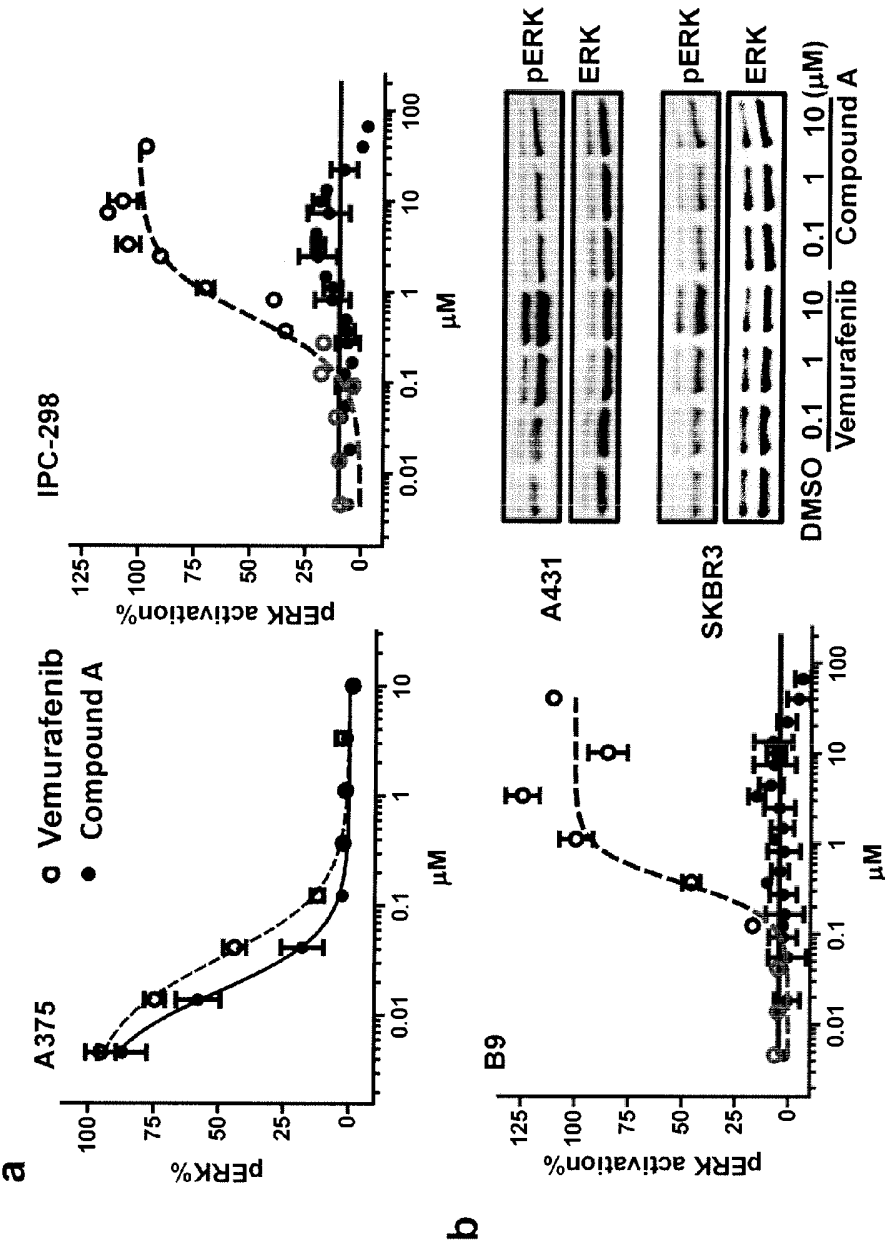 a
A375
pERK%
100
75
50
25
0
0.01
0.1
1
10
μM
Vemurafenib
Compound A
IPC-298
pERK activation%
125
100
75
50
25
0
0.01
0.1
1
10
100
μM
b
B9
pERK activation%
125
100
75
50
25
0
0.01
0.1
1
10
100
μM
A431
pERK
ERK
SKBR3
pERK
ERK
DMSO 0.1 1 10 0.1 1 10 (μM)
Vemurafenib Compound A